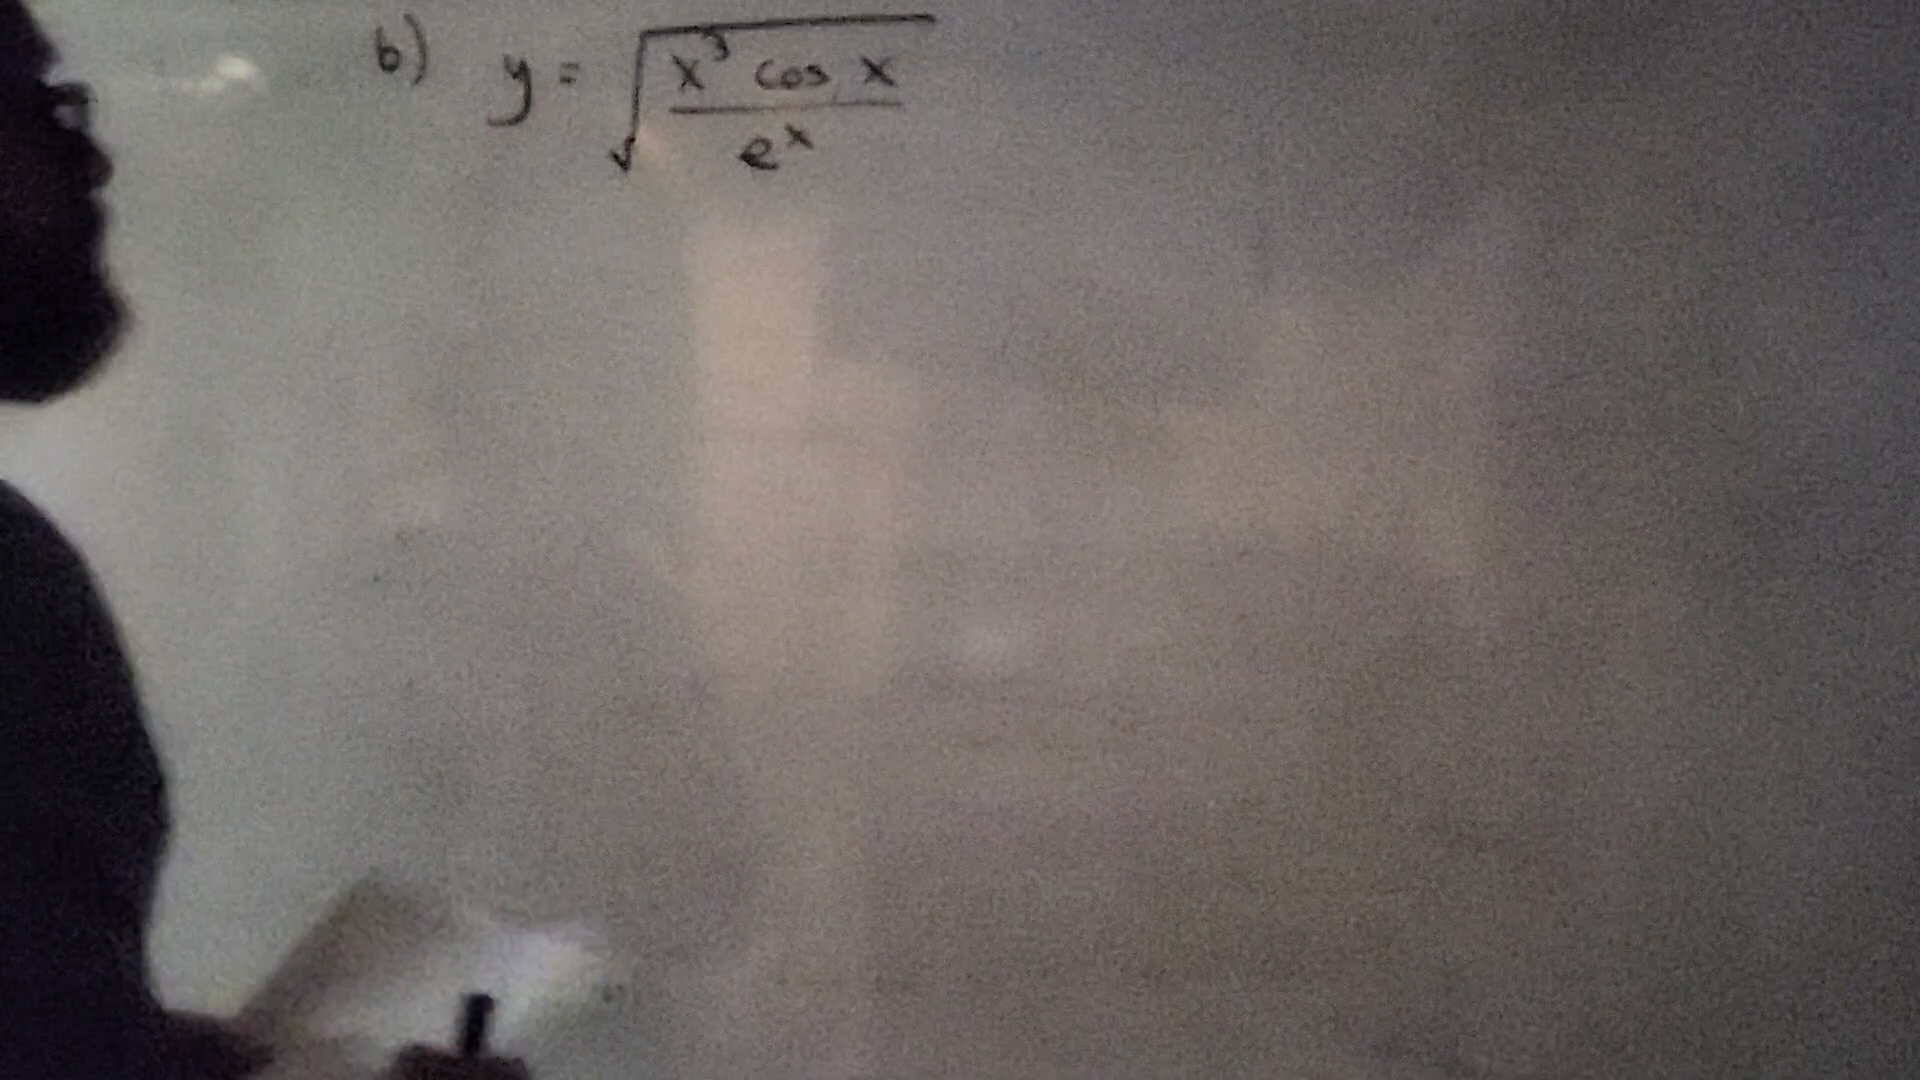 b) y = √(x³ cos x / eˣ)